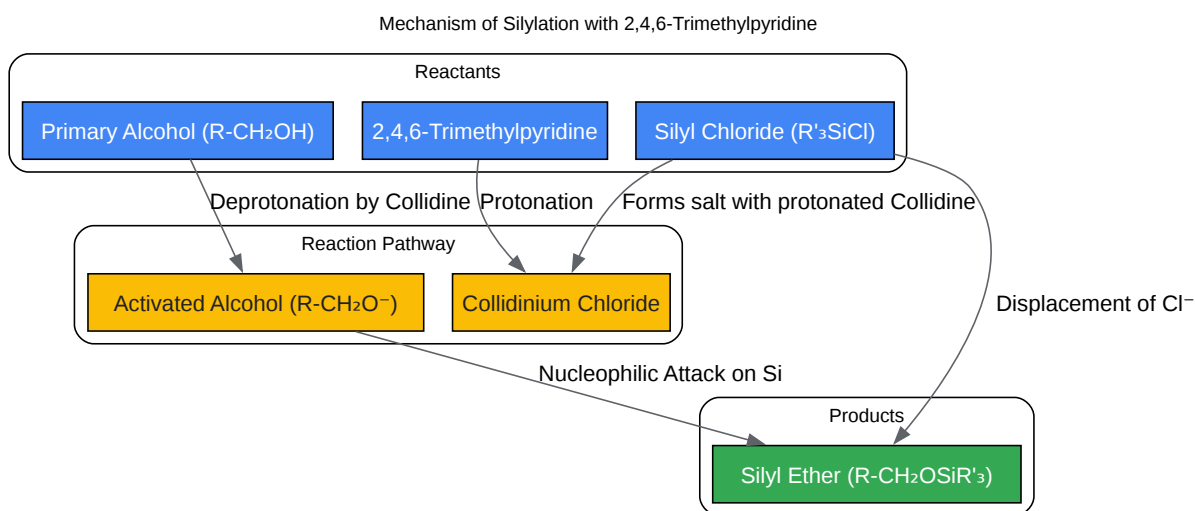 Mechanism of Silylation with 2,4,6-Trimethylpyridine
Reactants
Primary Alcohol (R-CH₂OH)
2,4,6-Trimethylpyridine
Silyl Chloride (R'₃SiCl)
Deprotonation by Collidine
Protonation
Forms salt with protonated Collidine
Reaction Pathway
Activated Alcohol (R-CH₂O⁻)
Collidinium Chloride
Displacement of Cl⁻
Nucleophilic Attack on Si
Products
Silyl Ether (R-CH₂OSiR'₃)